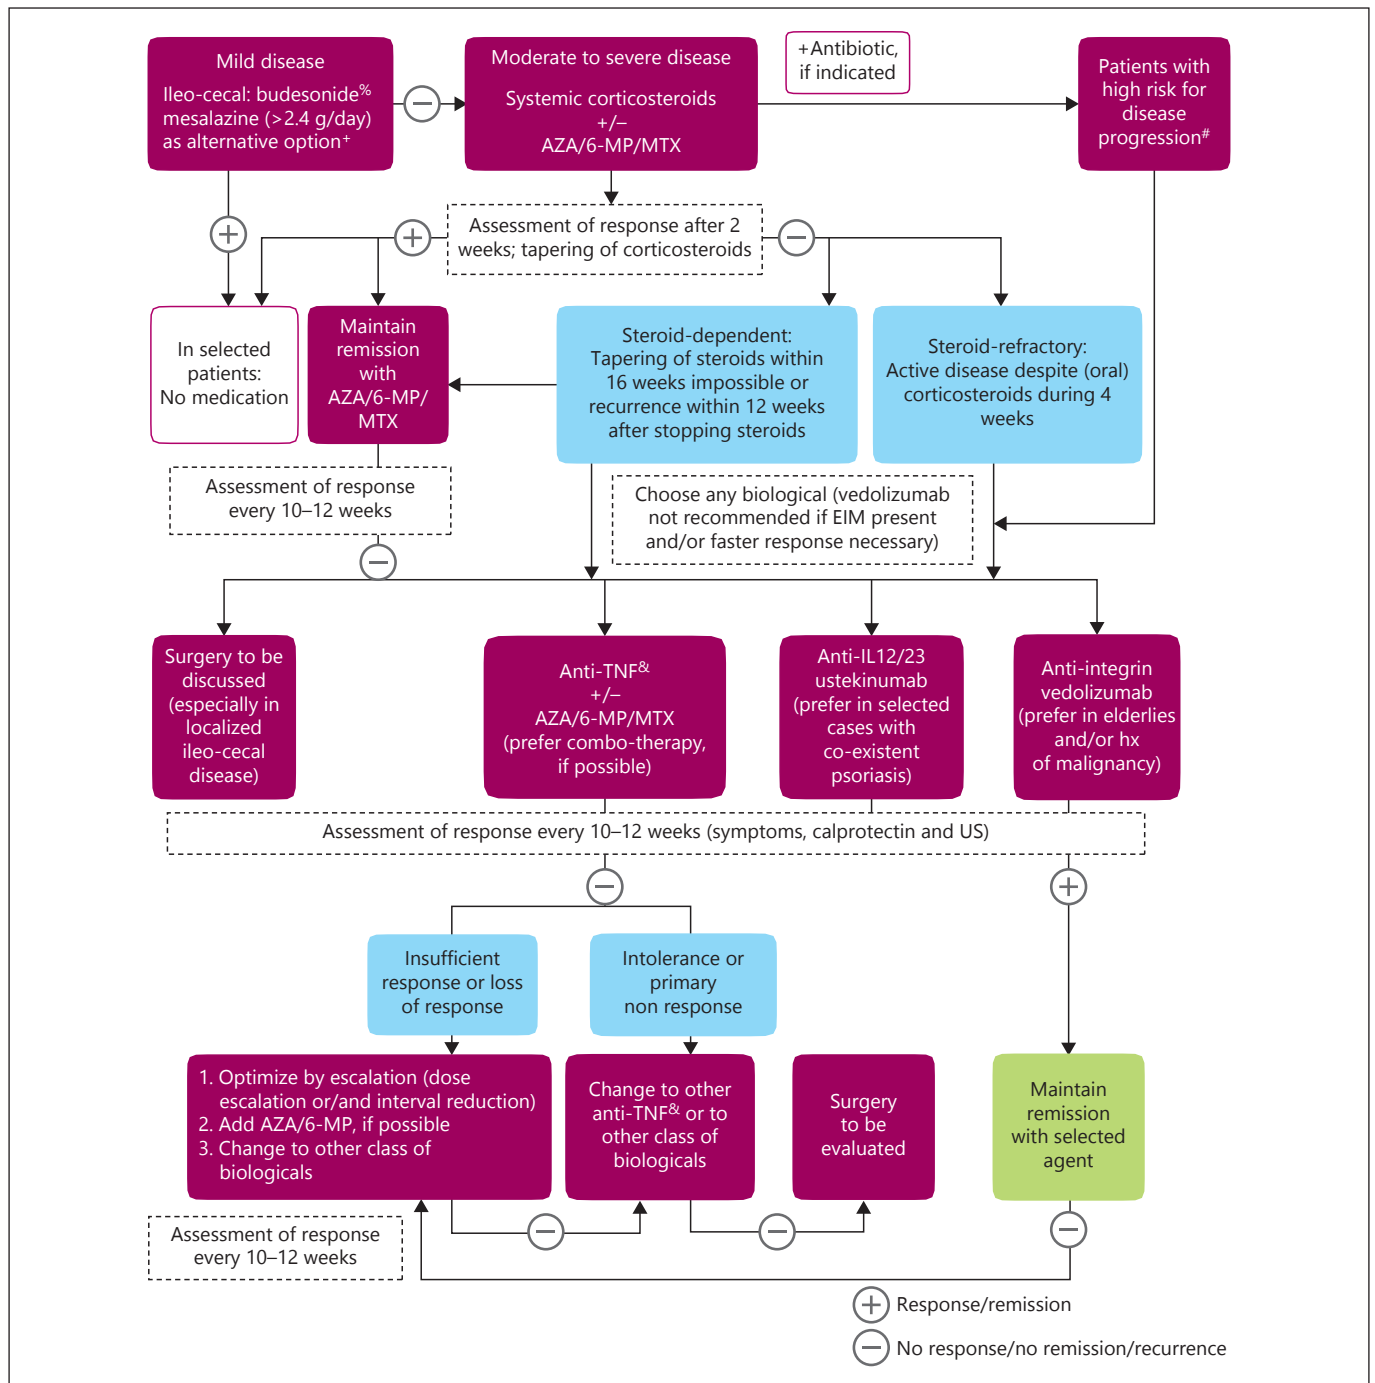 Mild disease
Ileo-cecal: budesonide%
mesalazine (>2.4 g/day)
as alternative option+
Moderate to severe disease
Systemic corticosteroids
+/–
AZA/6-MP/MTX
+Antibiotic,
if indicated
Patients with
high risk for
disease
progression#
Assessment of response after 2
weeks; tapering of corticosteroids
In selected
patients:
No medication
Maintain
remission
with
AZA/6-MP/
MTX
Steroid-dependent:
Tapering of steroids within
16 weeks impossible or
recurrence within 12 weeks
after stopping steroids
Steroid-refractory:
Active disease despite (oral)
corticosteroids during 4
weeks
Assessment of response
every 10–12 weeks
Choose any biological (vedolizumab
not recommended if EIM present
and/or faster response necessary)
Surgery to be
discussed
(especially in
localized
ileo-cecal
disease)
Anti-TNF&
+/–
AZA/6-MP/MTX
(prefer combo-therapy,
if possible)
Anti-IL12/23
ustekinumab
(prefer in selected
cases with
co-existent
psoriasis)
Anti-integrin
vedolizumab
(prefer in elderlies
and/or hx
of malignancy)
Assessment of response every 10–12 weeks (symptoms, calprotectin and US)
Insufficient
response or loss
of response
Intolerance or
primary
non response
1. Optimize by escalation (dose
escalation or/and interval reduction)
2. Add AZA/6-MP, if possible
3. Change to other class of
biologicals
Change to other
anti-TNF& or to
other class of
biologicals
Surgery
to be
evaluated
Maintain
remission
with selected
agent
Assessment of response
every 10–12 weeks
+ Response/remission
– No response/no remission/recurrence